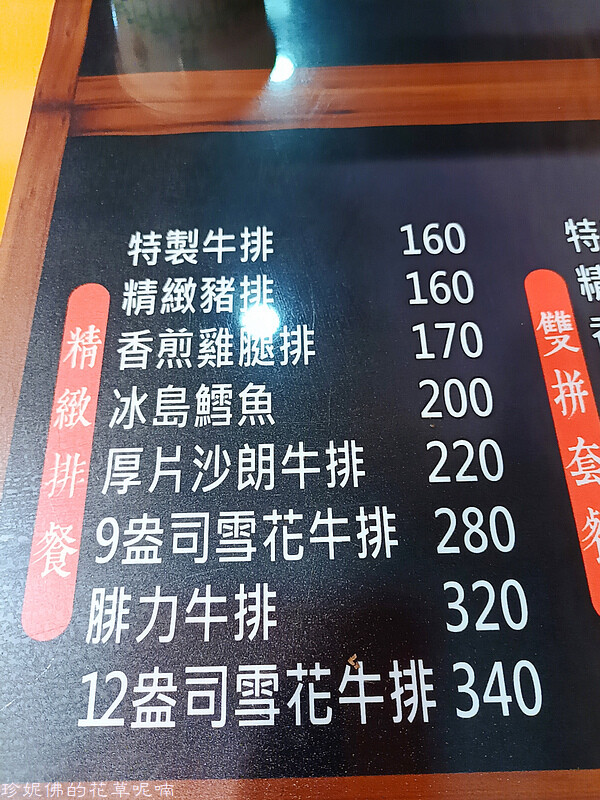 精緻排餐
特製牛排 160
精緻豬排 160
香煎雞腿排 170
冰島鱈魚 200
厚片沙朗牛排 220
9盎司雪花牛排 280
腓力牛排 320
12盎司雪花牛排 340
雙拼套餐
特
精
香
珍妮佛的花草呢喃